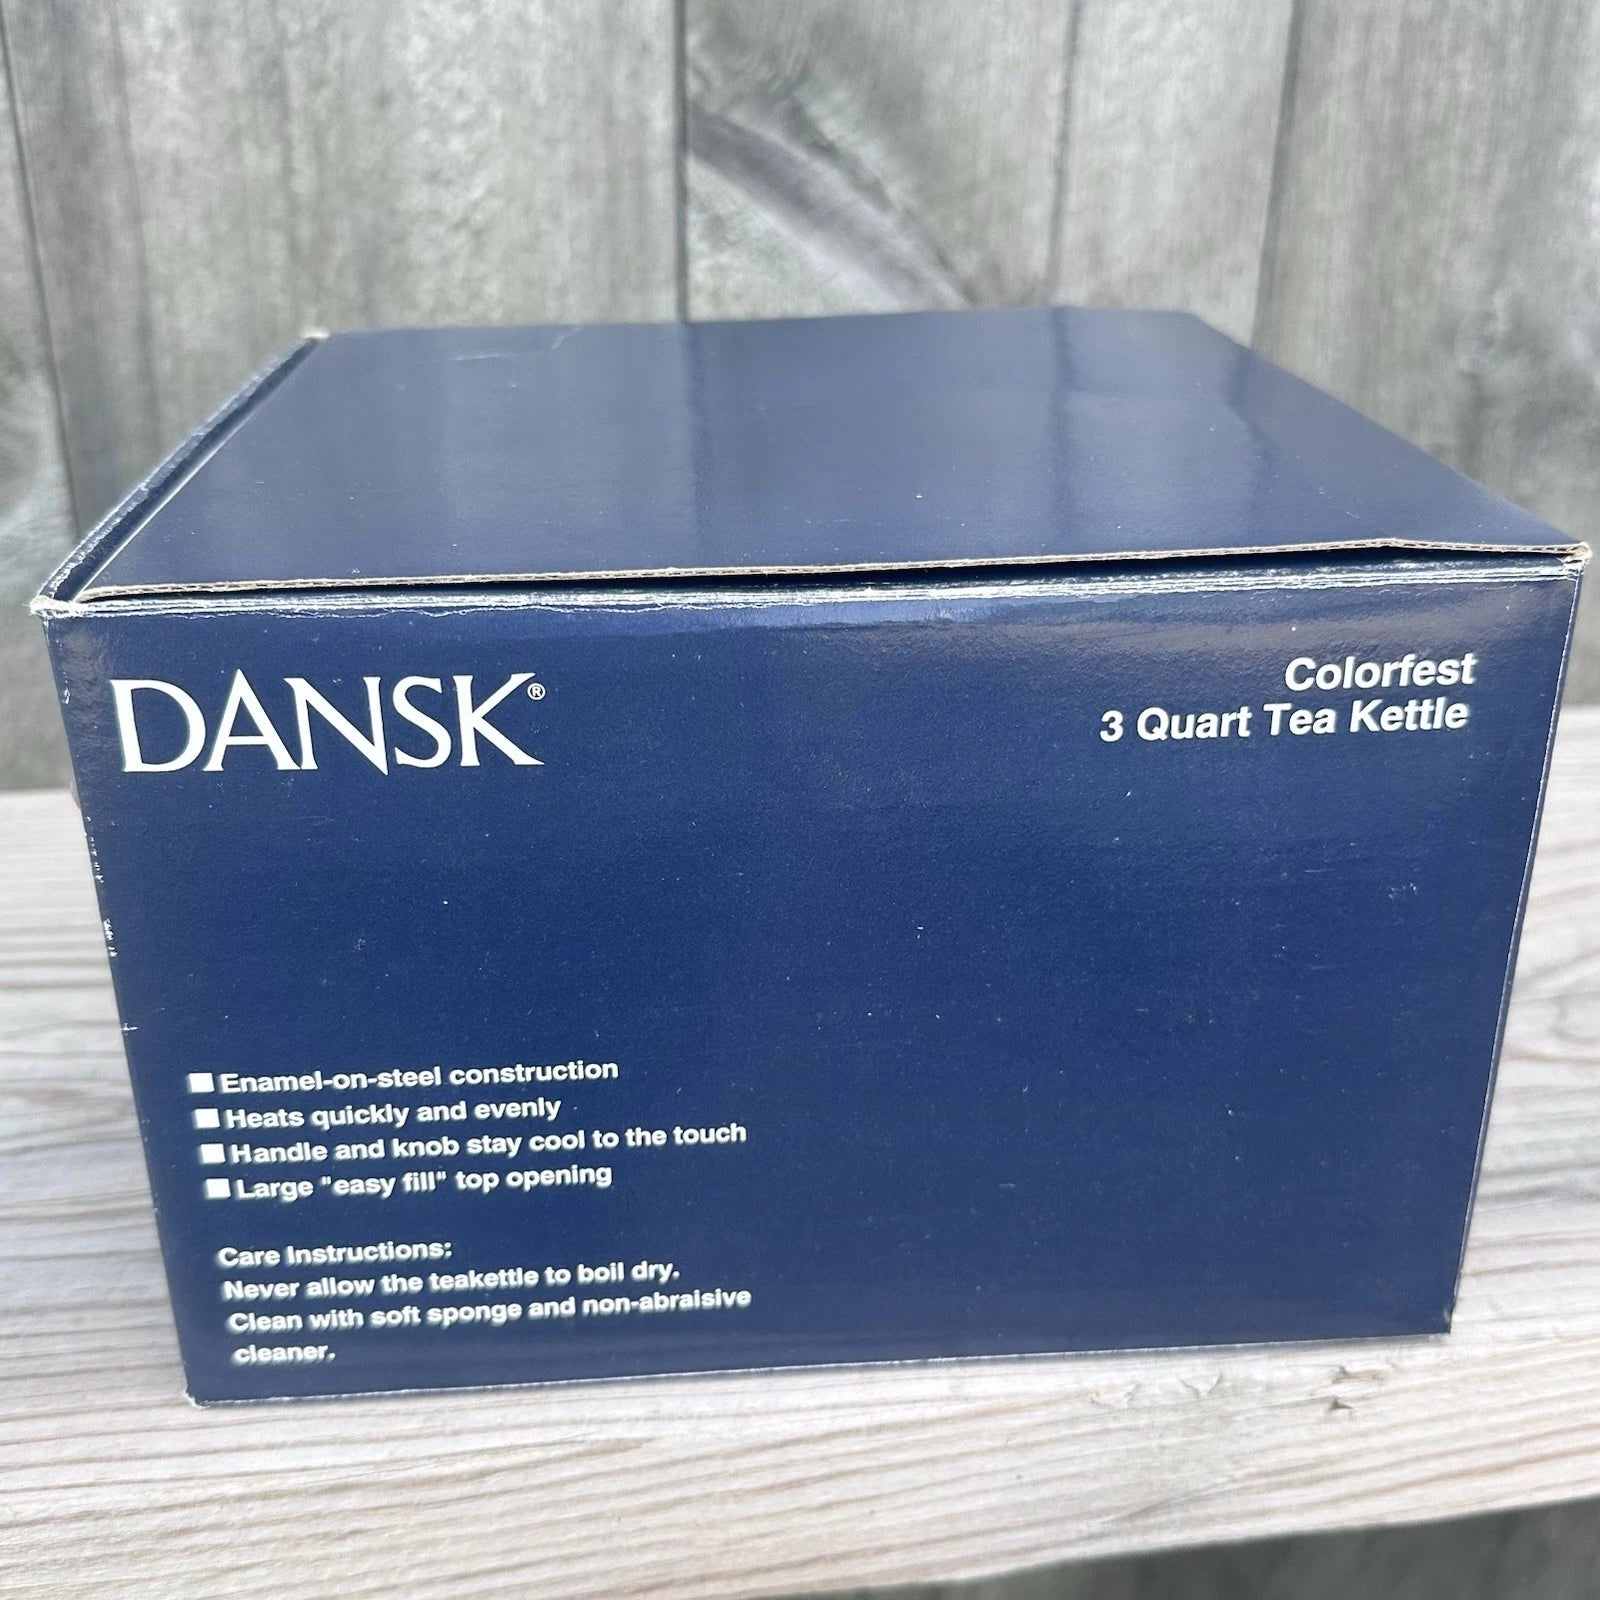 DANSK®
Colorfest
3 Quart Tea Kettle
■ Enamel-on-steel construction
■ Heats quickly and evenly
■ Handle and knob stay cool to the touch
■ Large "easy fill" top opening
Care Instructions:
Never allow the teakettle to boil dry.
Clean with soft sponge and non-abraisive
cleaner.